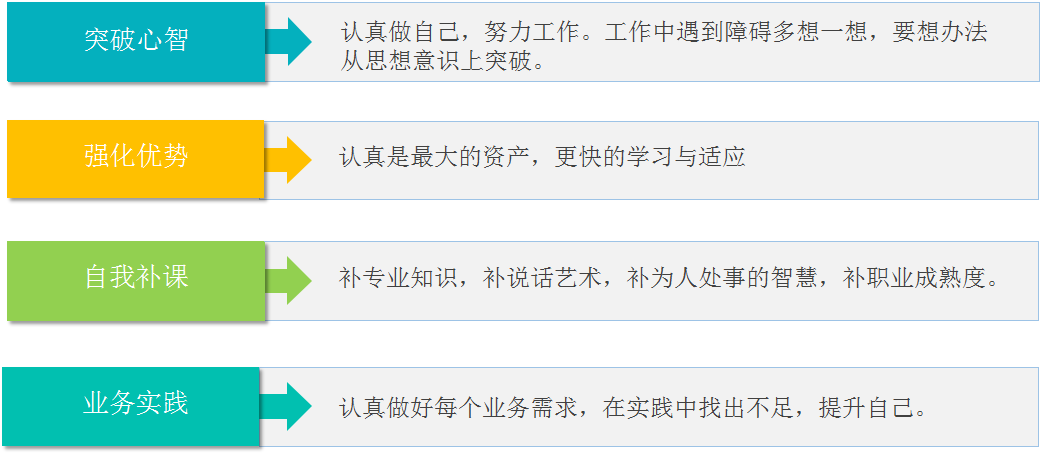 突破心智
认真做自己，努力工作。工作中遇到障碍多想一想，要想办法
从思想意识上突破。
强化优势
认真是最大的资产，更快的学习与适应
自我补课
补专业知识，补说话艺术，补为人处事的智慧，补职业成熟度。
业务实践
认真做好每个业务需求，在实践中找出不足，提升自己。